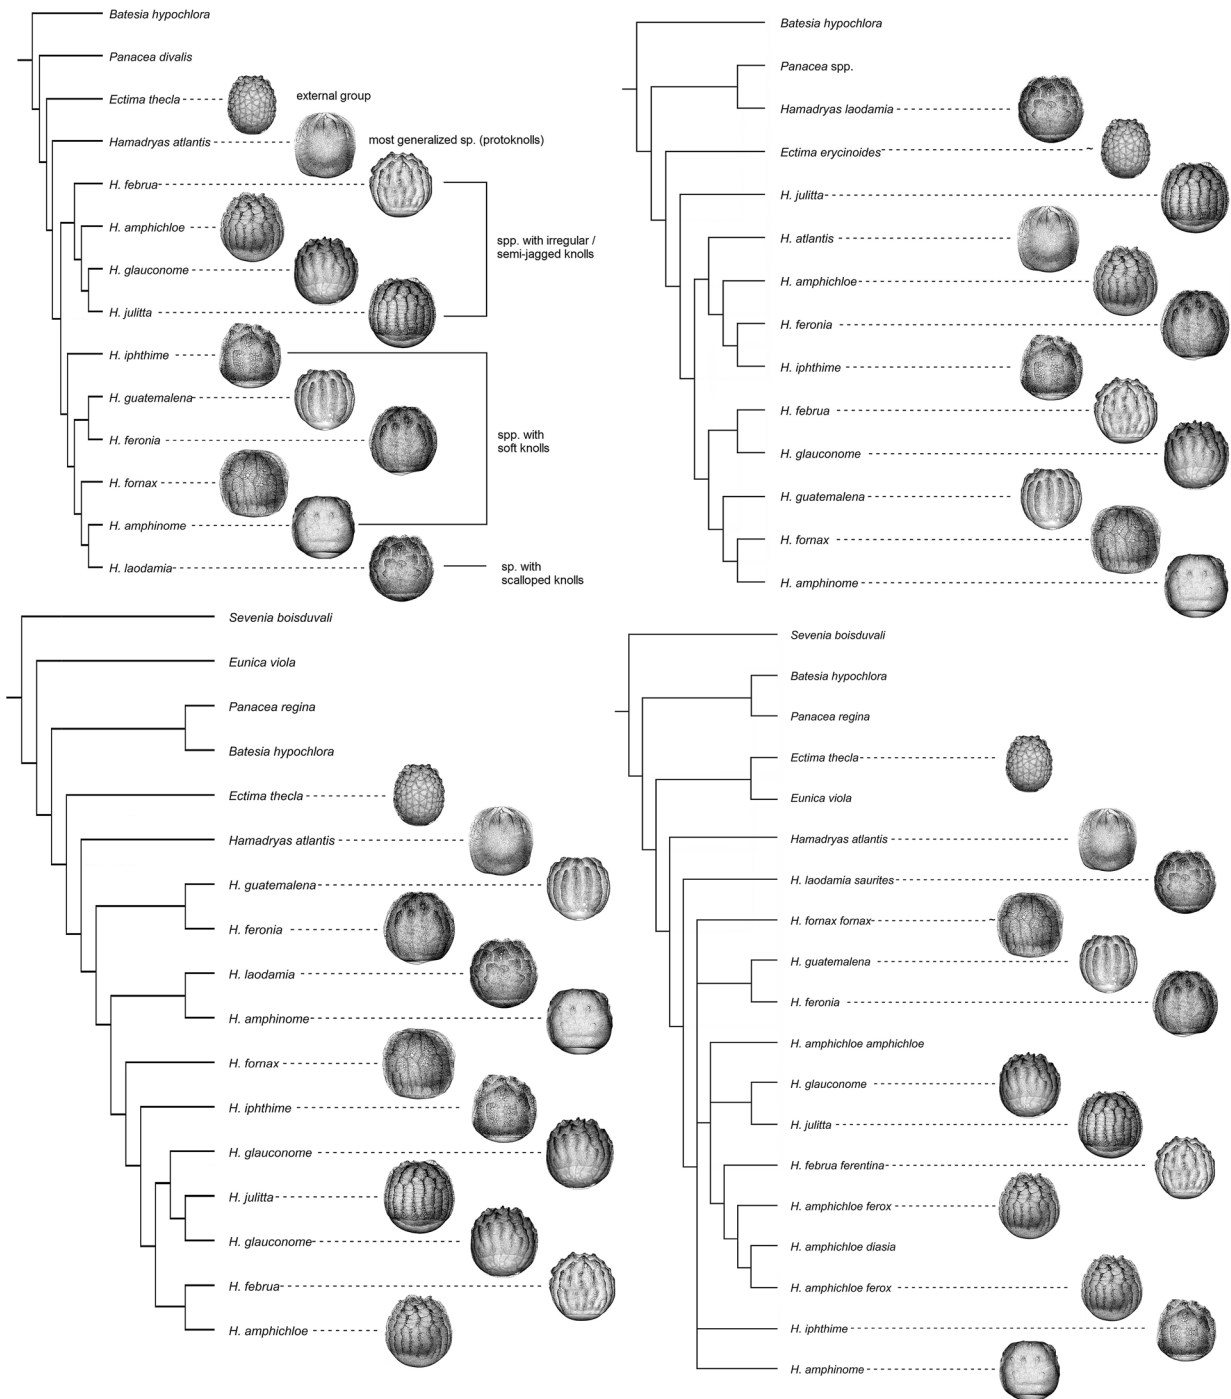 Batesia hypochlora
Panacea divalis
Ectima thecla
external group
Hamadryas atlantis
most generalized sp. (protoknolls)
H. februa
H. amphichloe
spp. with irregular /
semi-jagged knolls
H. glauconome
H. julitta
H. iphthime
H. guatemalena
H. feronia
spp. with
soft knolls
H. fornax
H. amphinome
H. laodamia
sp. with
scalloped knolls
Batesia hypochlora
Panacea spp.
Hamadryas laodamia
Ectima erycinoides
H. julitta
H. atlantis
H. amphichloe
H. feronia
H. iphthime
H. februa
H. glauconome
H. guatemalena
H. fornax
H. amphinome
Sevenia boisduvali
Eunica viola
Panacea regina
Batesia hypochlora
Ectima thecla
Hamadryas atlantis
H. guatemalena
H. feronia
H. laodamia
H. amphinome
H. fornax
H. iphthime
H. glauconome
H. julitta
H. glauconome
H. februa
H. amphichloe
Sevenia boisduvali
Batesia hypochlora
Panacea regina
Ectima thecla
Eunica viola
Hamadryas atlantis
H. laodamia saurites
H. fornax fornax
H. guatemalena
H. feronia
H. amphichloe amphichloe
H. glauconome
H. julitta
H. februa ferentina
H. amphichloe ferox
H. amphichloe diasia
H. amphichloe ferox
H. iphthime
H. amphinome